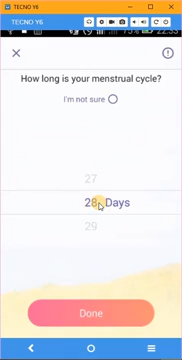 TECNO Y6
TECNO Y6
75%
22:33
How long is your menstrual cycle?
I'm not sure
27
28 Days
29
Done